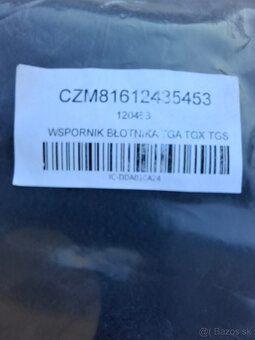 CZM81612435453
120483
WSPORNIK BŁOTNIKA TGA TGX TGS
Bazos.sk